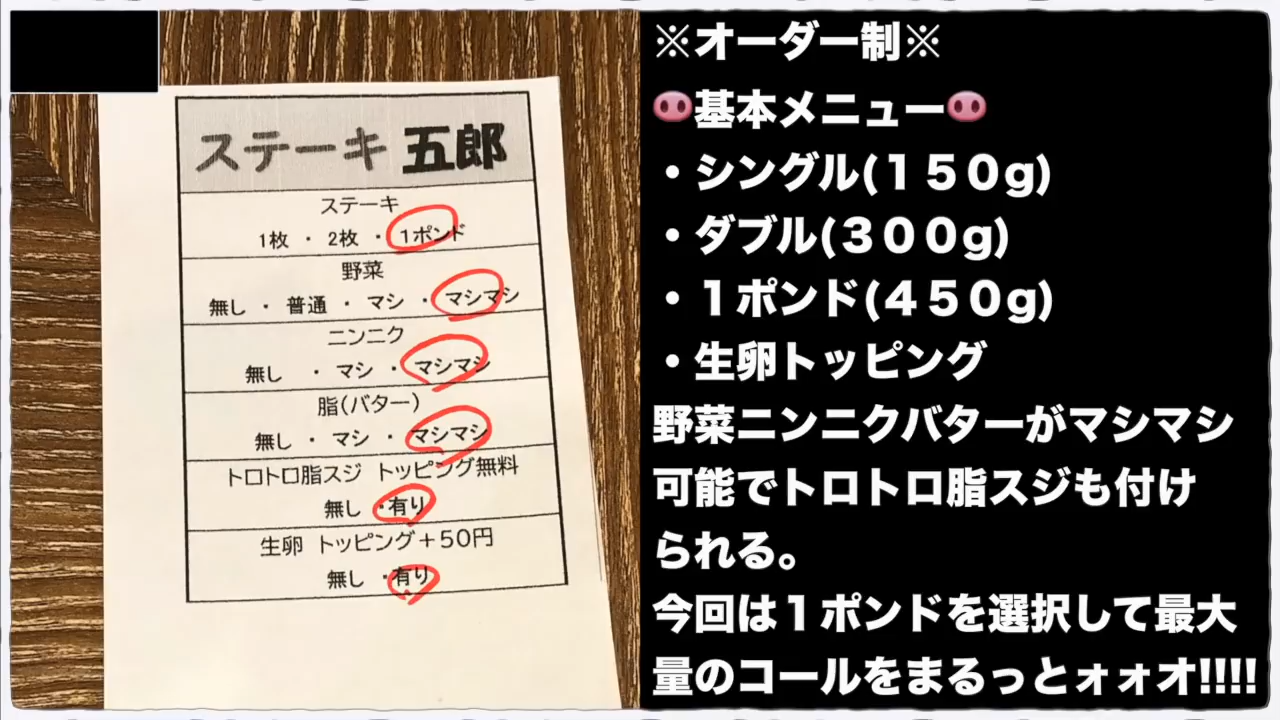 ステーキ 五郎
ステーキ
1枚 ・ 2枚 ・ 1ポンド
野菜
無し ・ 普通 ・ マシ ・ マシマシ
ニンニク
無し ・ マシ ・ マシマシ
脂(バター)
無し ・ マシ ・ マシマシ
トロトロ脂スジ トッピング無料
無し ・有り
生卵 トッピング+50円
無し ・有り
※オーダー制※
🐽基本メニュー🐽
・シングル(150g)
・ダブル(300g)
・1ポンド(450g)
・生卵トッピング
野菜ニンニクバターがマシマシ
可能でトロトロ脂スジも付け
られる。
今回は1ポンドを選択して最大
量のコールをまるっとォォオ!!!!